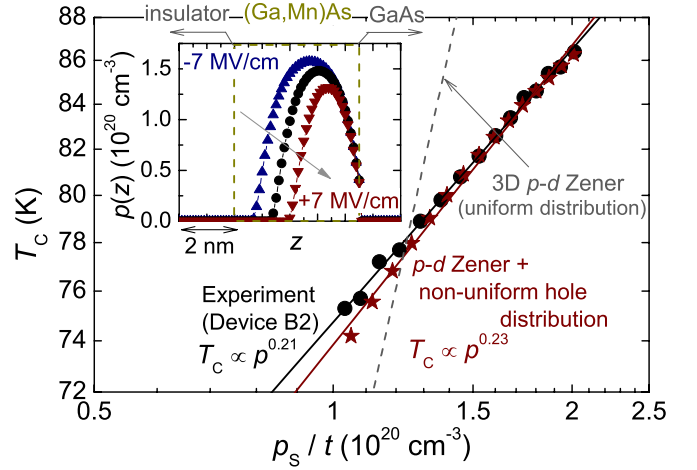 insulator (Ga,Mn)As GaAs
-7 MV/cm
+7 MV/cm
1.5
1.0
0.5
0.0
p(z) (10^20 cm^-3)
2 nm
z
88
86
84
82
80
78
76
74
72
T_C (K)
3D p-d Zener
(uniform distribution)
Experiment
(Device B2)
T_C ∝ p^0.21
p-d Zener +
non-uniform hole
distribution
T_C ∝ p^0.23
0.5 1 1.5 2 2.5
p_S / t (10^20 cm^-3)